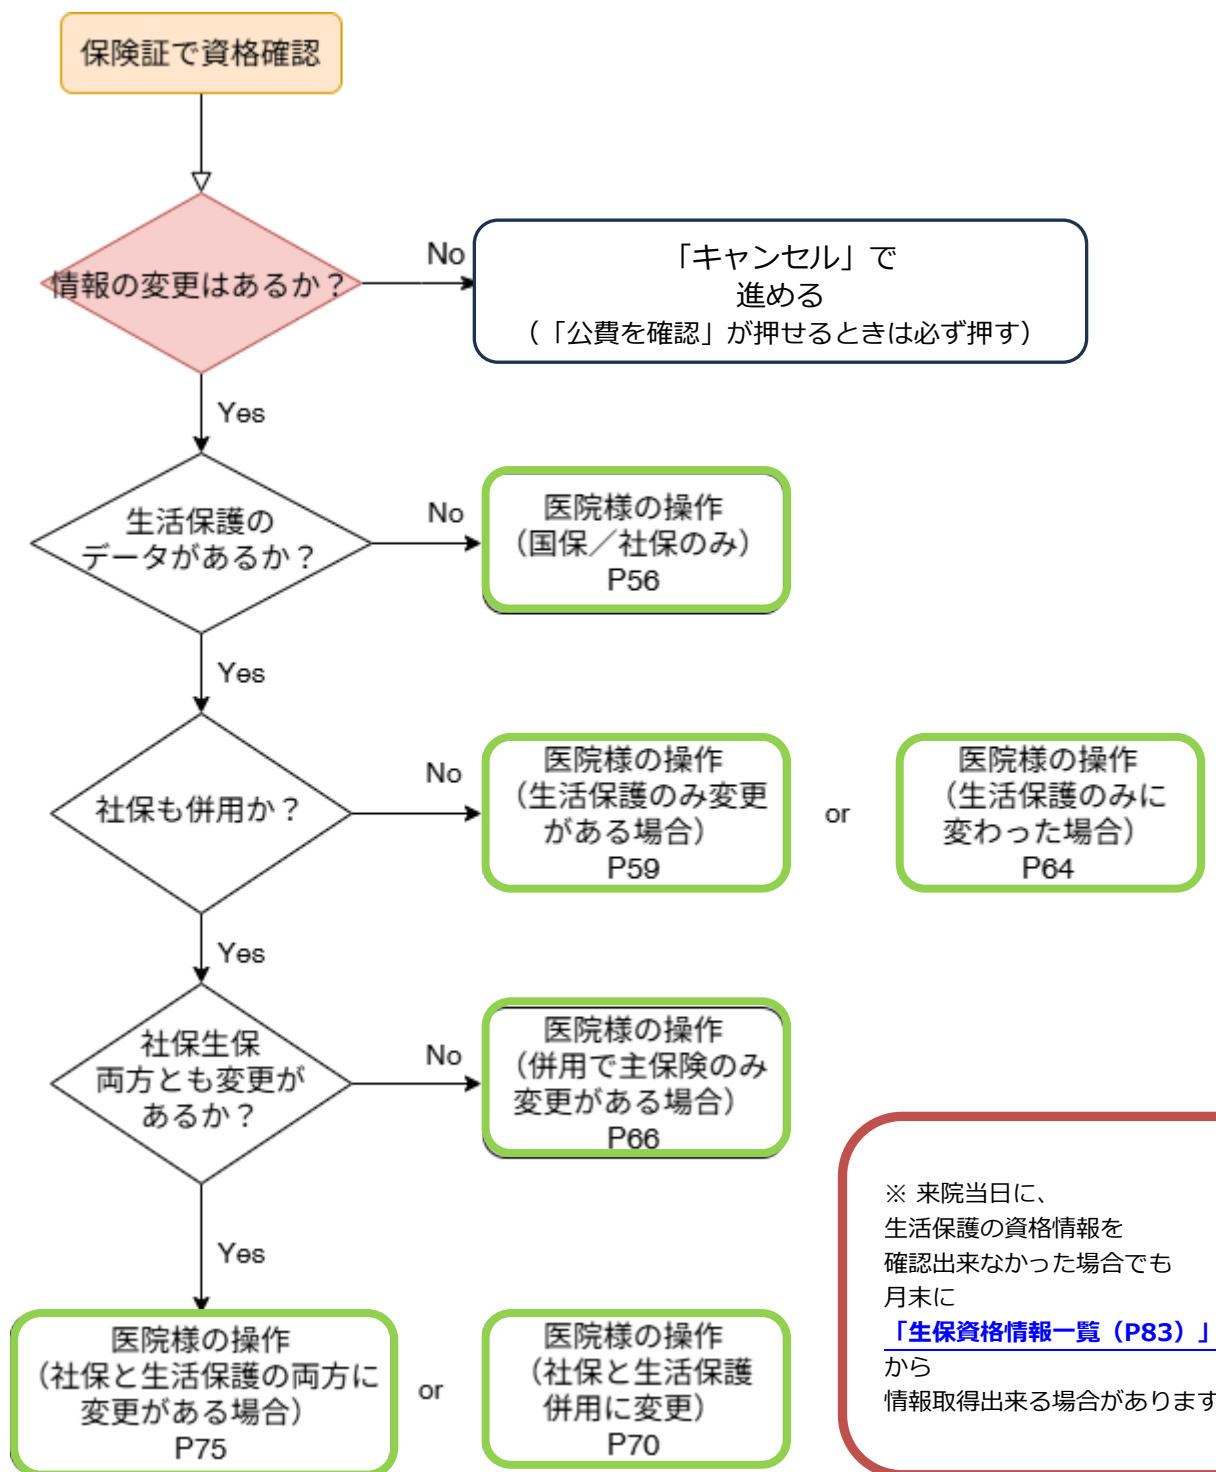 保険証で資格確認
情報の変更はあるか？
No
「キャンセル」で
進める
（「公費を確認」が押せるときは必ず押す）
Yes
生活保護の
データがあるか？
No
医院様の操作
（国保／社保のみ）
P56
Yes
社保も併用か？
No
医院様の操作
（生活保護のみ変更
がある場合）
P59
or
医院様の操作
（生活保護のみに
変わった場合）
P64
Yes
社保生保
両方とも変更が
あるか？
No
医院様の操作
（併用で主保険のみ
変更がある場合）
P66
Yes
医院様の操作
（社保と生活保護の両方に
変更がある場合）
P75
or
医院様の操作
（社保と生活保護
併用に変更）
P70
※ 来院当日に、
生活保護の資格情報を
確認出来なかった場合でも
月末に
「生保資格情報一覧（P83）」
から
情報取得出来る場合があります